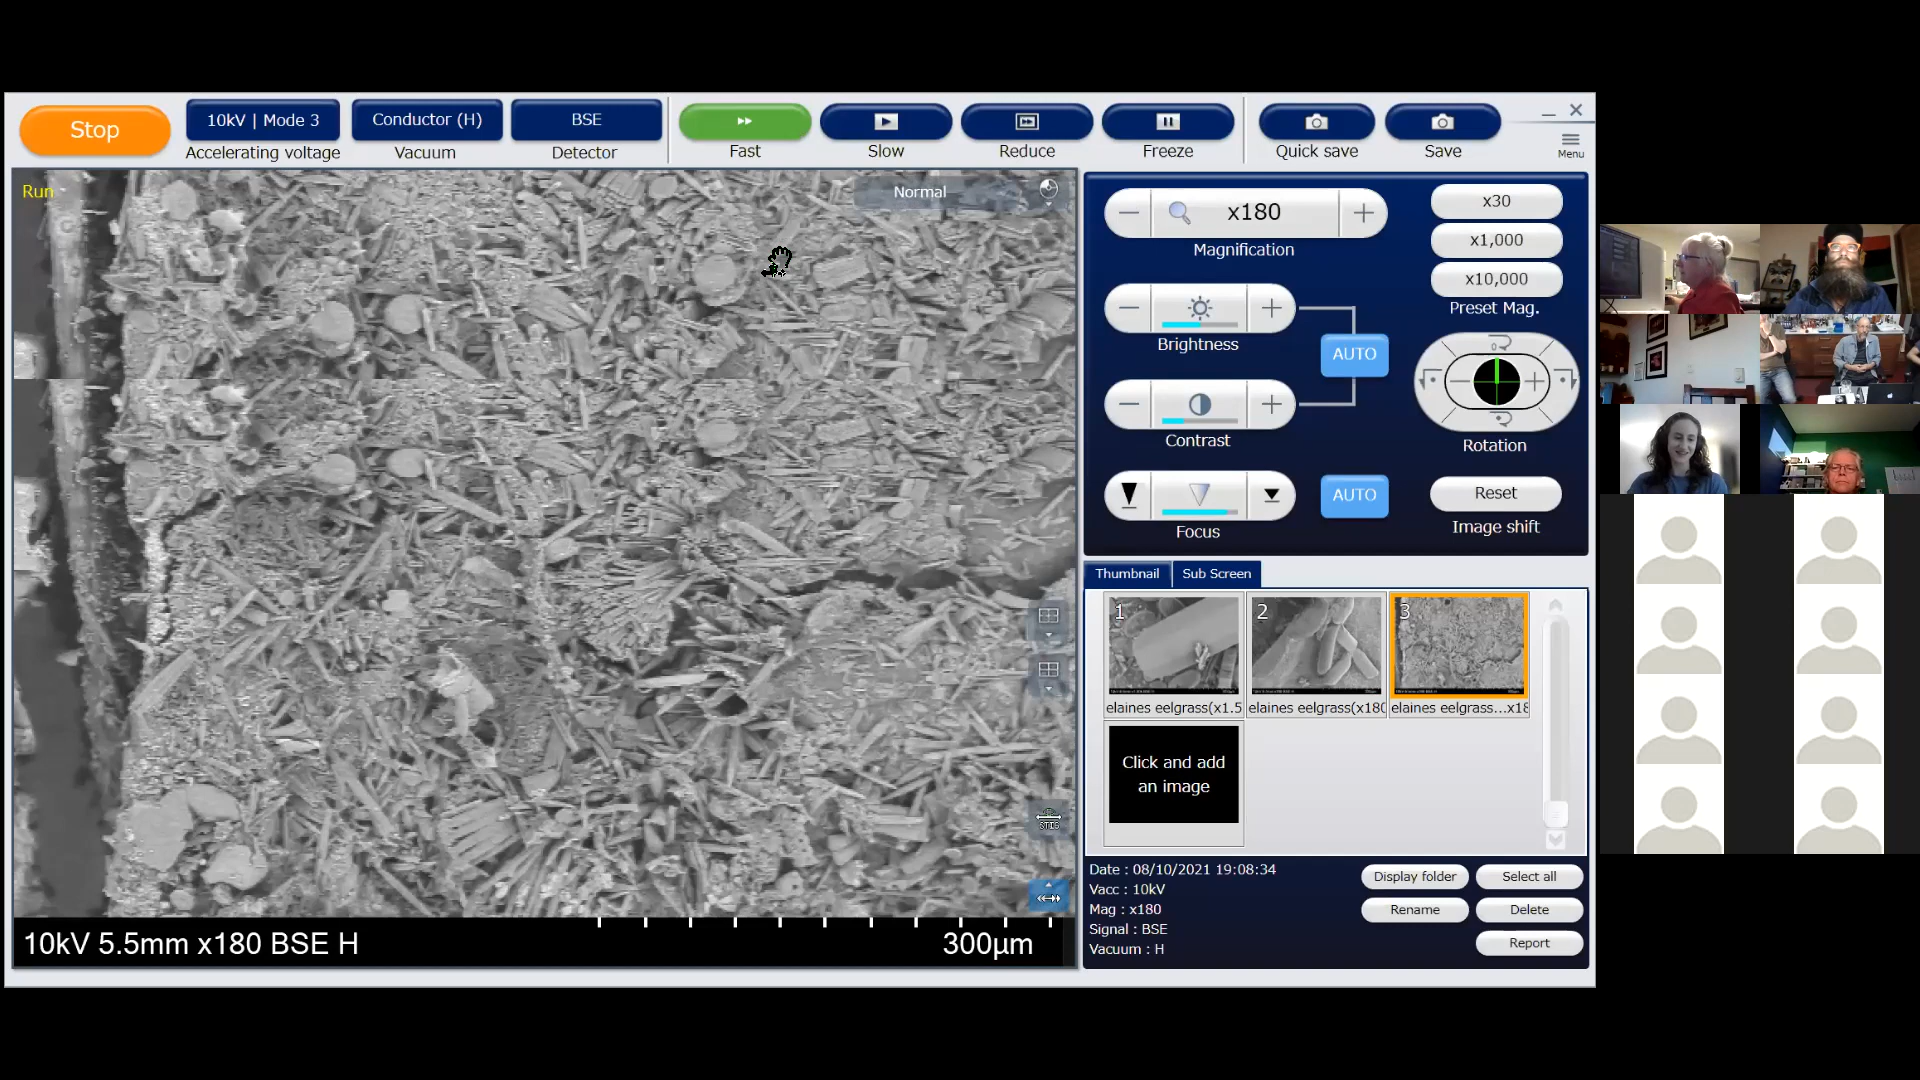 Stop
10kV | Mode 3
Accelerating voltage
Conductor (H)
Vacuum
BSE
Detector
Fast
Slow
Reduce
Freeze
Quick save
Save
Menu
Run
Normal
x180
Magnification
x30
x1,000
x10,000
Preset Mag.
Brightness
AUTO
Contrast
Rotation
Focus
AUTO
Reset
Image shift
Thumbnail
Sub Screen
1
2
3
elaines eelgrass(x1.5
elaines eelgrass(x180
elaines eelgrass...x18
Click and add
an image
Date : 08/10/2021 19:08:34
Vacc : 10kV
Mag : x180
Signal : BSE
Vacuum : H
Display folder
Select all
Rename
Delete
Report
10kV 5.5mm x180 BSE H
300µm